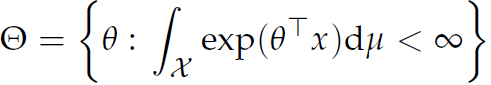 Θ = { θ : ∫_𝒳 exp(θ^⊤ x)dμ < ∞ }